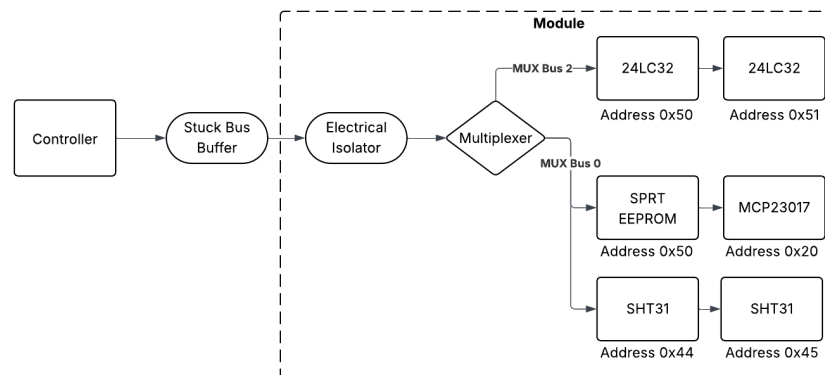 Module
Controller
Stuck Bus
Buffer
Electrical
Isolator
Multiplexer
MUX Bus 2
24LC32
Address 0x50
24LC32
Address 0x51
MUX Bus 0
SPRT
EEPROM
Address 0x50
MCP23017
Address 0x20
SHT31
Address 0x44
SHT31
Address 0x45